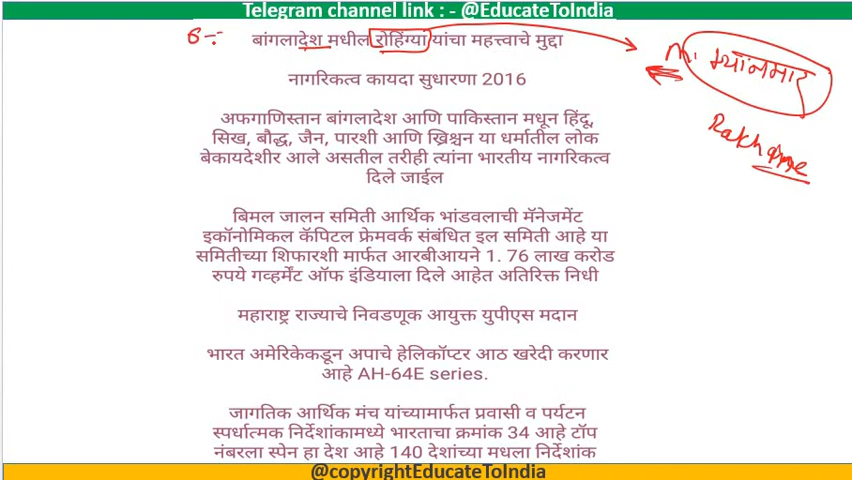 Telegram channel link : - @EducateToIndia
बांगलादेश मधील रोहिंग्या यांचा महत्त्वाचे मुद्दा
म्यानमार
नागरिकत्व कायदा सुधारणा 2016
अफगाणिस्तान बांगलादेश आणि पाकिस्तान मधून हिंदू,
सिख, बौद्ध, जैन, पारशी आणि ख्रिश्चन या धर्मातील लोक
बेकायदेशीर आले असतील तरीही त्यांना भारतीय नागरिकत्व
दिले जाईल
बिमल जालन समिती आर्थिक भांडवलाची मॅनेजमेंट
इकॉनोमिकल कॅपिटल फ्रेमवर्क संबंधित इल समिती आहे या
समितीच्या शिफारशी मार्फत आरबीआयने 1. 76 लाख करोड
रुपये गव्हर्मेंट ऑफ इंडियाला दिले आहेत अतिरिक्त निधी
महाराष्ट्र राज्याचे निवडणूक आयुक्त युपीएस मदान
भारत अमेरिकेकडून अपाचे हेलिकॉप्टर आठ खरेदी करणार
आहे AH-64E series.
जागतिक आर्थिक मंच यांच्यामार्फत प्रवासी व पर्यटन
स्पर्धात्मक निर्देशांकामध्ये भारताचा क्रमांक 34 आहे टॉप
नंबरला स्पेन हा देश आहे 140 देशांच्या मधला निर्देशांक
@copyrightEducateToIndia